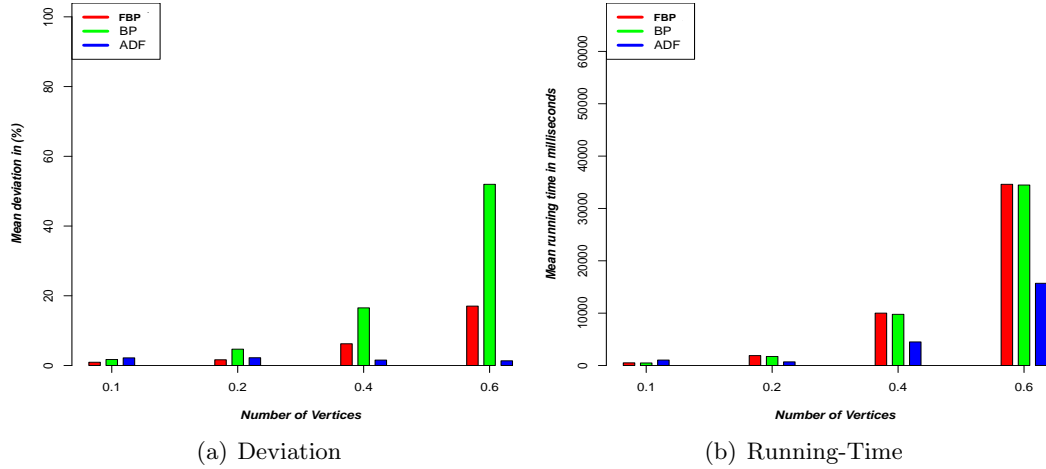 FBP
BP
ADF
Mean deviation in (%)
0
20
40
60
80
100
0.1
0.2
0.4
0.6
Number of Vertices
(a) Deviation
FBP
BP
ADF
Mean running time in milliseconds
0
10000
20000
30000
40000
50000
60000
0.1
0.2
0.4
0.6
Number of Vertices
(b) Running-Time